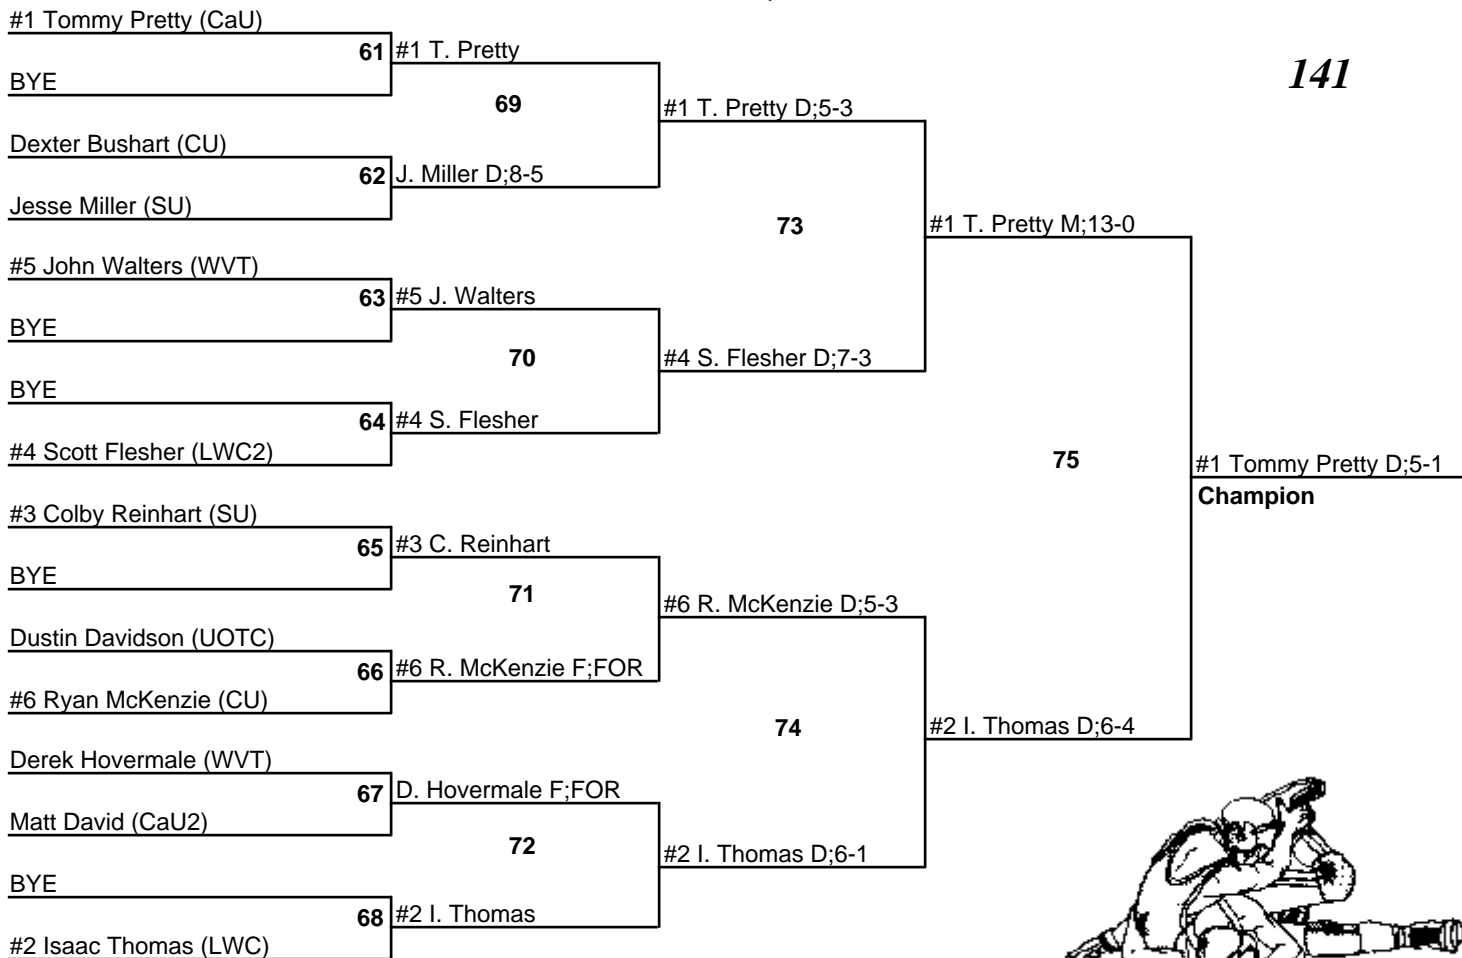 #1 Tommy Pretty (CaU)
61 #1 T. Pretty
BYE
141
69
#1 T. Pretty D;5-3
Dexter Bushart (CU)
62 J. Miller D;8-5
Jesse Miller (SU)
73
#1 T. Pretty M;13-0
#5 John Walters (WVT)
63 #5 J. Walters
BYE
70
#4 S. Flesher D;7-3
BYE
64 #4 S. Flesher
#4 Scott Flesher (LWC2)
75
#1 Tommy Pretty D;5-1
Champion
#3 Colby Reinhart (SU)
65 #3 C. Reinhart
BYE
71
#6 R. McKenzie D;5-3
Dustin Davidson (UOTC)
66 #6 R. McKenzie F;FOR
#6 Ryan McKenzie (CU)
74
#2 I. Thomas D;6-4
Derek Hovermale (WVT)
67 D. Hovermale F;FOR
Matt David (CaU2)
72
#2 I. Thomas D;6-1
BYE
68 #2 I. Thomas
#2 Isaac Thomas (LWC)